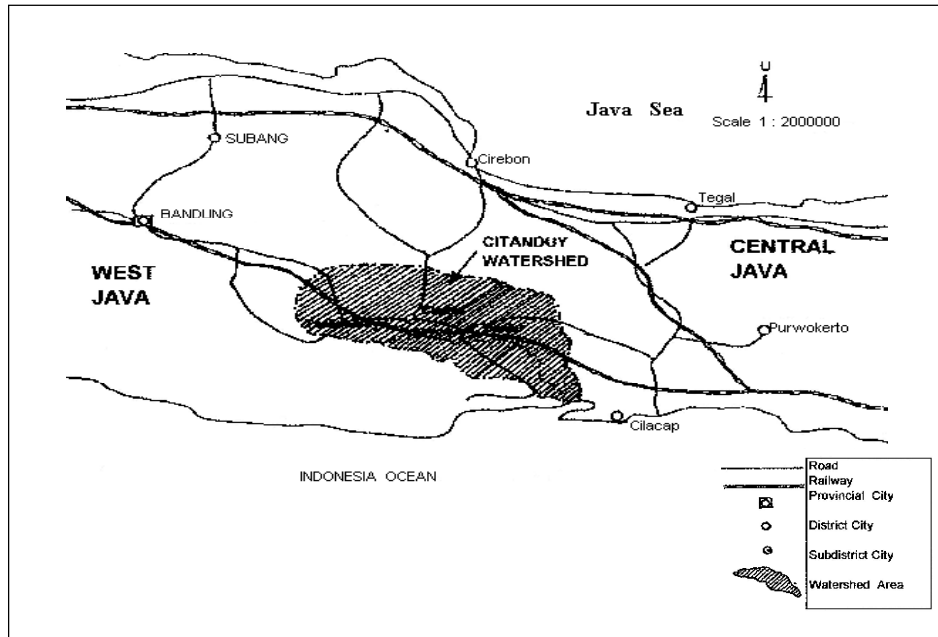 U
Java Sea
Scale 1 : 2000000
SUBANG
Cirebon
Tegal
BANDUNG
CITANDUY
WATERSHED
CENTRAL
JAVA
WEST
JAVA
Purwokerto
Cilacap
INDONESIA OCEAN
Road
Railway
Provincial City
District City
Subdistrict City
Watershed Area